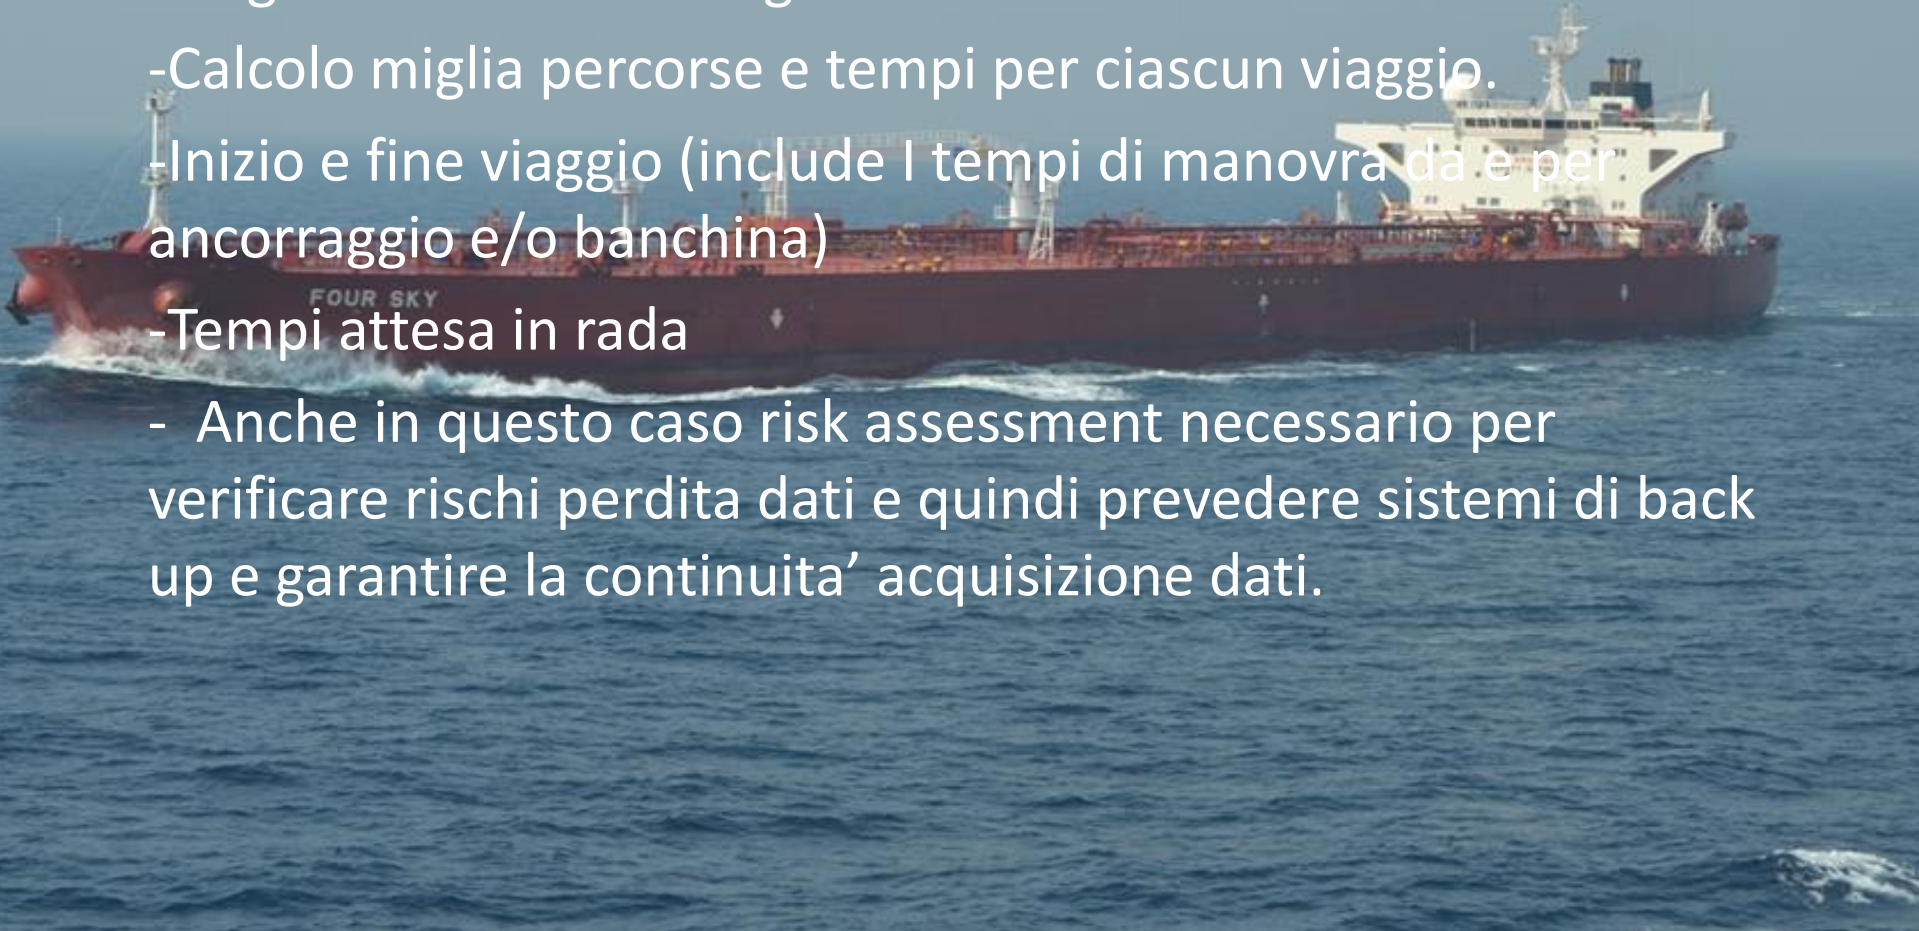 -Calcolo miglia percorse e tempi per ciascun viaggio.
-Inizio e fine viaggio (include I tempi di manovra da e per
ancorraggio e/o banchina)
FOUR SKY
-Tempi attesa in rada
-  Anche in questo caso risk assessment necessario per
verificare rischi perdita dati e quindi prevedere sistemi di back
up e garantire la continuita’ acquisizione dati.